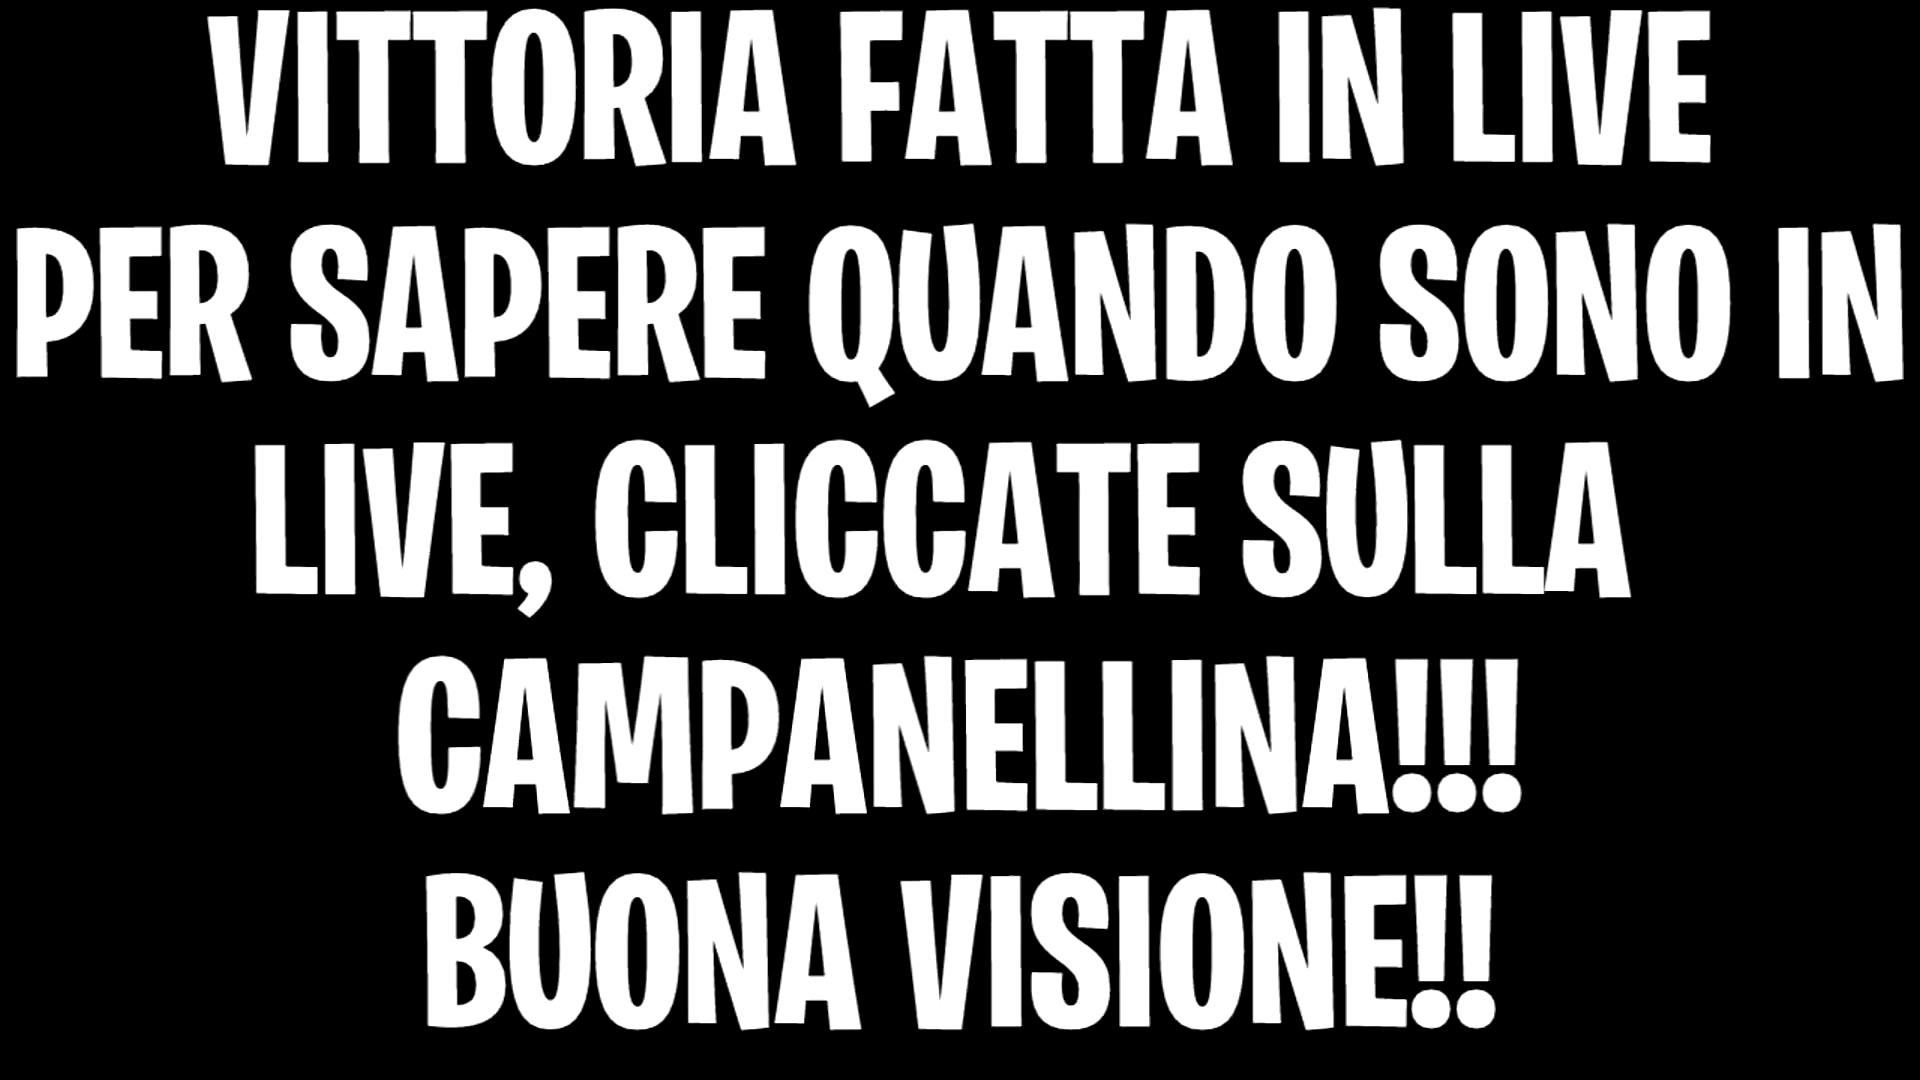 VITTORIA FATTA IN LIVE
PER SAPERE QUANDO SONO IN
LIVE, CLICCATE SULLA
CAMPANELLINA!!!
BUONA VISIONE!!